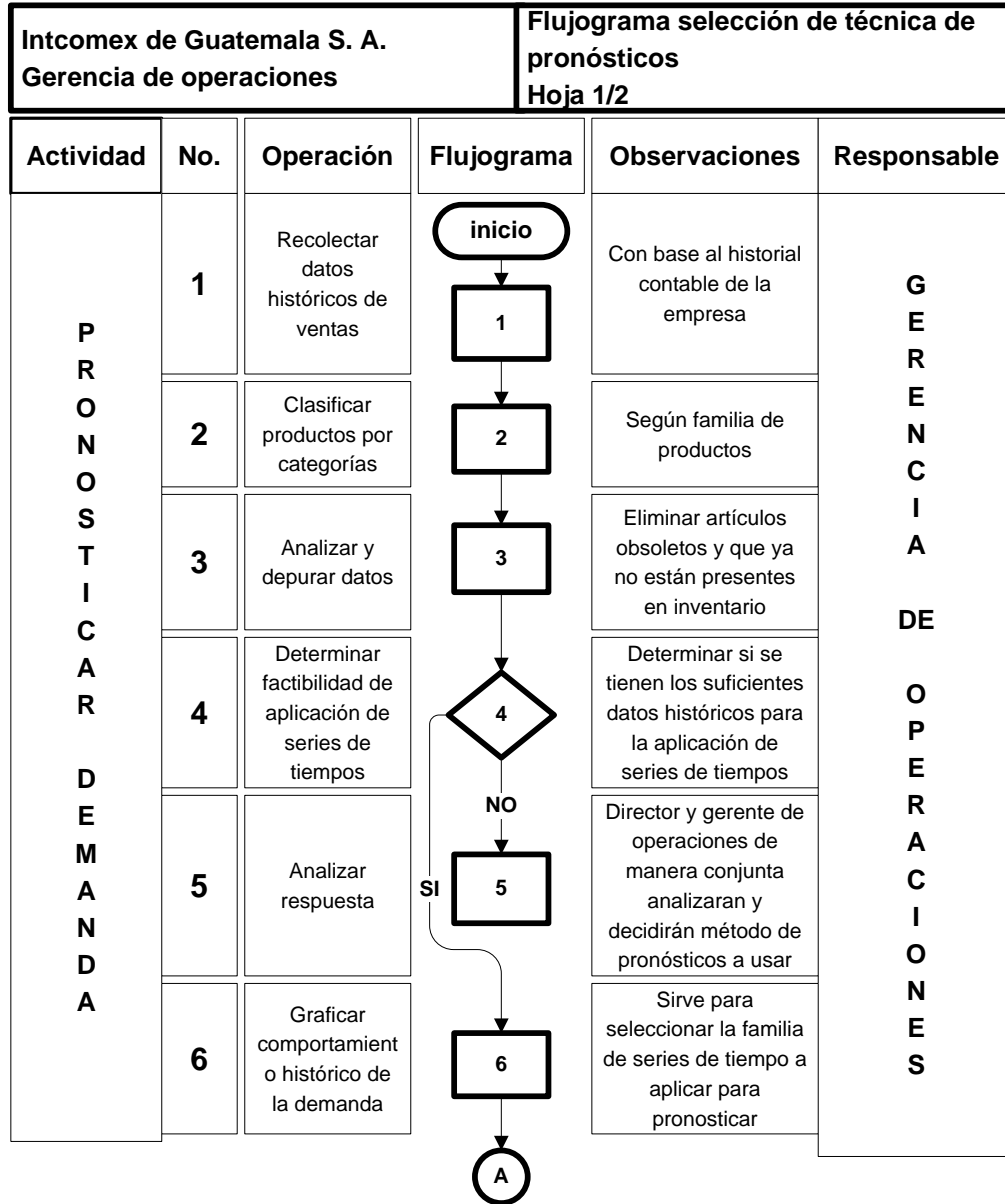 Intcomex de Guatemala S. A.
Gerencia de operaciones
Flujograma selección de técnica de
pronósticos
Hoja 1/2
Actividad
No.
Operación
Flujograma
Observaciones
Responsable
P
R
O
N
O
S
T
I
C
A
R
D
E
M
A
N
D
A
1
Recolectar
datos
históricos de
ventas
inicio
1
Con base al historial
contable de la
empresa
2
Clasificar
productos por
categorías
2
Según familia de
productos
3
Analizar y
depurar datos
3
Eliminar artículos
obsoletos y que ya
no están presentes
en inventario
4
Determinar
factibilidad de
aplicación de
series de
tiempos
4
Determinar si se
tienen los suficientes
datos históricos para
la aplicación de
series de tiempos
NO
5
Analizar
respuesta
SI
5
Director y gerente de
operaciones de
manera conjunta
analizaran y
decidirán método de
pronósticos a usar
6
Graficar
comportamient
o histórico de
la demanda
6
Sirve para
seleccionar la familia
de series de tiempo a
aplicar para
pronosticar
A
G
E
R
E
N
C
I
A
DE
O
P
E
R
A
C
I
O
N
E
S